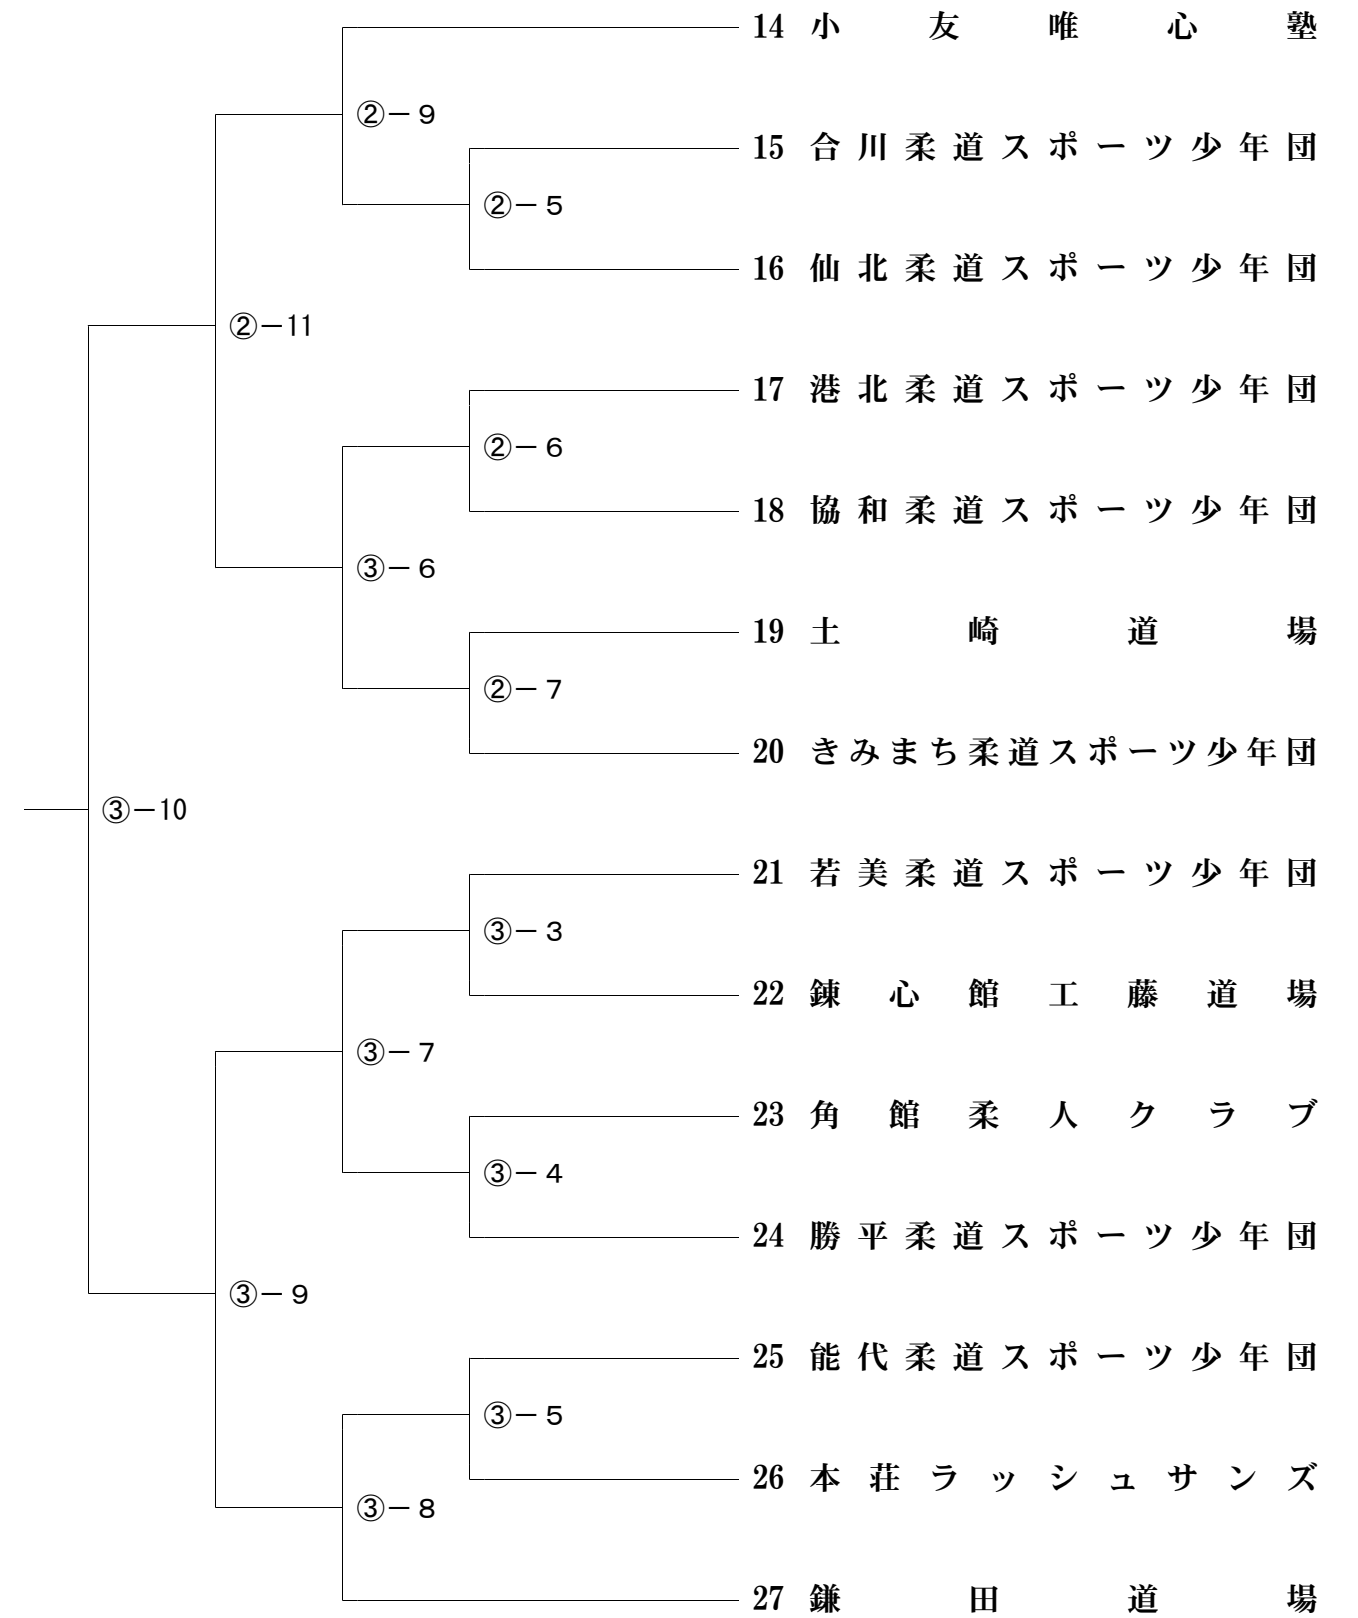 14 小友唯心塾
②－９
15 合川柔道スポーツ少年団
②－５
16 仙北柔道スポーツ少年団
②－11
17 港北柔道スポーツ少年団
②－６
18 協和柔道スポーツ少年団
③－６
19 土崎道場
②－７
20 きみまち柔道スポーツ少年団
③－10
21 若美柔道スポーツ少年団
③－３
22 錬心館工藤道場
③－７
23 角館柔人クラブ
③－４
24 勝平柔道スポーツ少年団
③－９
25 能代柔道スポーツ少年団
③－５
26 本荘ラッシュサンズ
③－８
27 鎌田道場